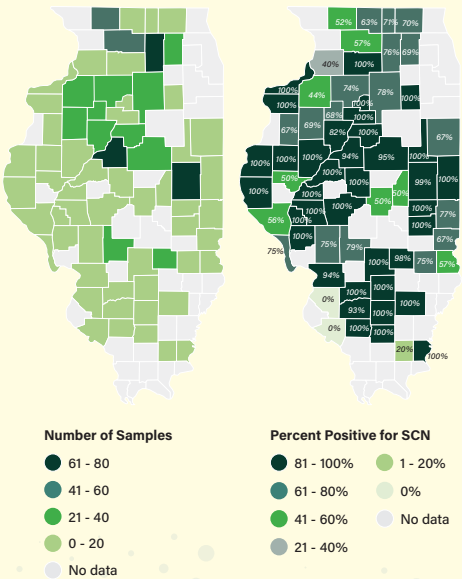 52% 63% 71% 70%
57%
76% 69%
40% 100%
100%
100% 44% 74% 78% 100%
100%
68% 100%
67% 69% 82% 100% 67%
100% 100% 100% 94% 95% 100% 100%
100% 50% 100% 100% 99%
100% 100% 50% 50%
56% 100% 100% 100% 77%
100% 75% 79% 67%
75% 100% 98% 75% 57%
94%
0% 100% 100% 100%
93% 100%
0% 100% 100%
20% 100%
Number of Samples
61 - 80
41 - 60
21 - 40
0 - 20
No data
Percent Positive for SCN
81 - 100%
61 - 80%
41 - 60%
21 - 40%
1 - 20%
0%
No data